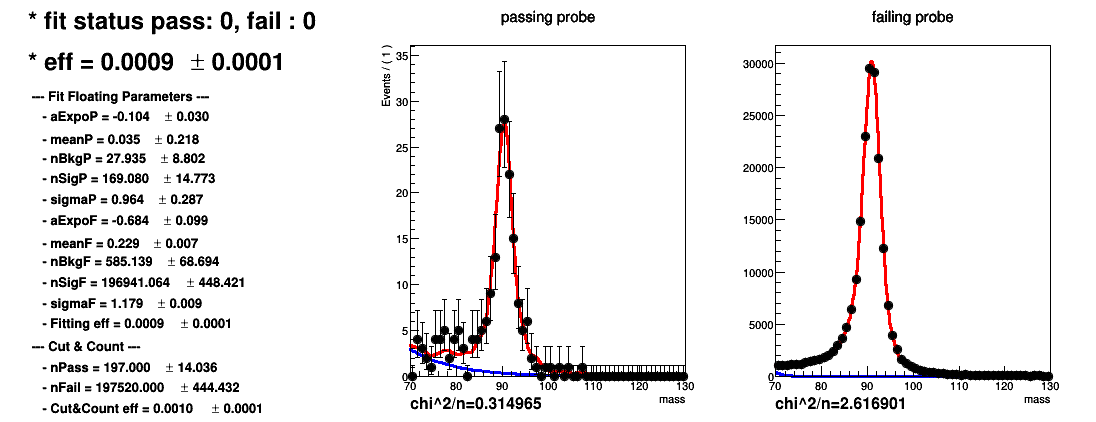 * fit status pass: 0, fail : 0
* eff = 0.0009 ± 0.0001
--- Fit Floating Parameters ---
- aExpoP = -0.104 ± 0.030
- meanP = 0.035 ± 0.218
- nBkgP = 27.935 ± 8.802
- nSigP = 169.080 ± 14.773
- sigmaP = 0.964 ± 0.287
- aExpoF = -0.684 ± 0.099
- meanF = 0.229 ± 0.007
- nBkgF = 585.139 ± 68.694
- nSigF = 196941.064 ± 448.421
- sigmaF = 1.179 ± 0.009
- Fitting eff = 0.0009 ± 0.0001
--- Cut & Count ---
- nPass = 197.000 ± 14.036
- nFail = 197520.000 ± 444.432
- Cut&Count eff = 0.0010 ± 0.0001
passing probe
Events / ( 1 )
35
30
25
20
15
10
5
0
70 80 90 100 110 120 130
mass
chi^2/n=0.314965
failing probe
30000
25000
20000
15000
10000
5000
0
70 80 90 100 110 120 130
mass
chi^2/n=2.616901